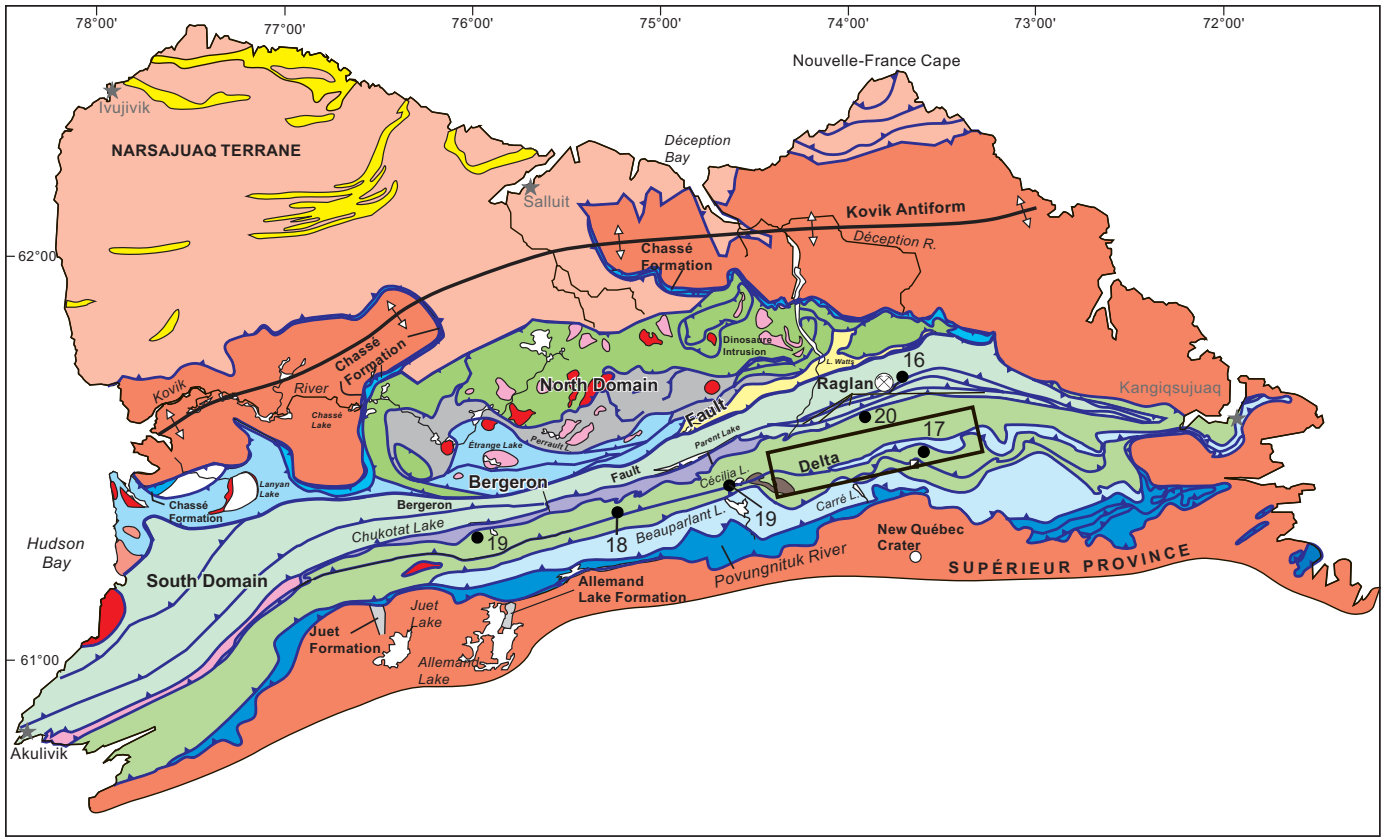 78°00'
77°00'
76°00'
75°00'
74°00'
73°00'
72°00'
Nouvelle-France Cape
Ivujivik
NARSAJUAQ TERRANE
Déception
Bay
Salluit
Kovik Antiform
Déception R.
62°00'
Chassé
Formation
Kangiqsujuaq
Dinosaure
Intrusion
L. Watts
16
Raglan
Chassé
Formation
Kovik
River
Chassé
Lake
North Domain
Fault
20
17
Étrange Lake
Perrault L.
Parent Lake
Delta
Bergeron
Fault
Cécilia L.
Lanyan
Lake
Chassé
Formation
Bergeron
Chukotat Lake
Carré L.
19
18
Beauparlant L.
19
New Québec
Crater
Hudson
Bay
Povungnituk River
SUPÉRIEUR PROVINCE
South Domain
Allemand
Lake Formation
Juet
Lake
Juet
Formation
61°00'
Allemand
Lake
Akulivik